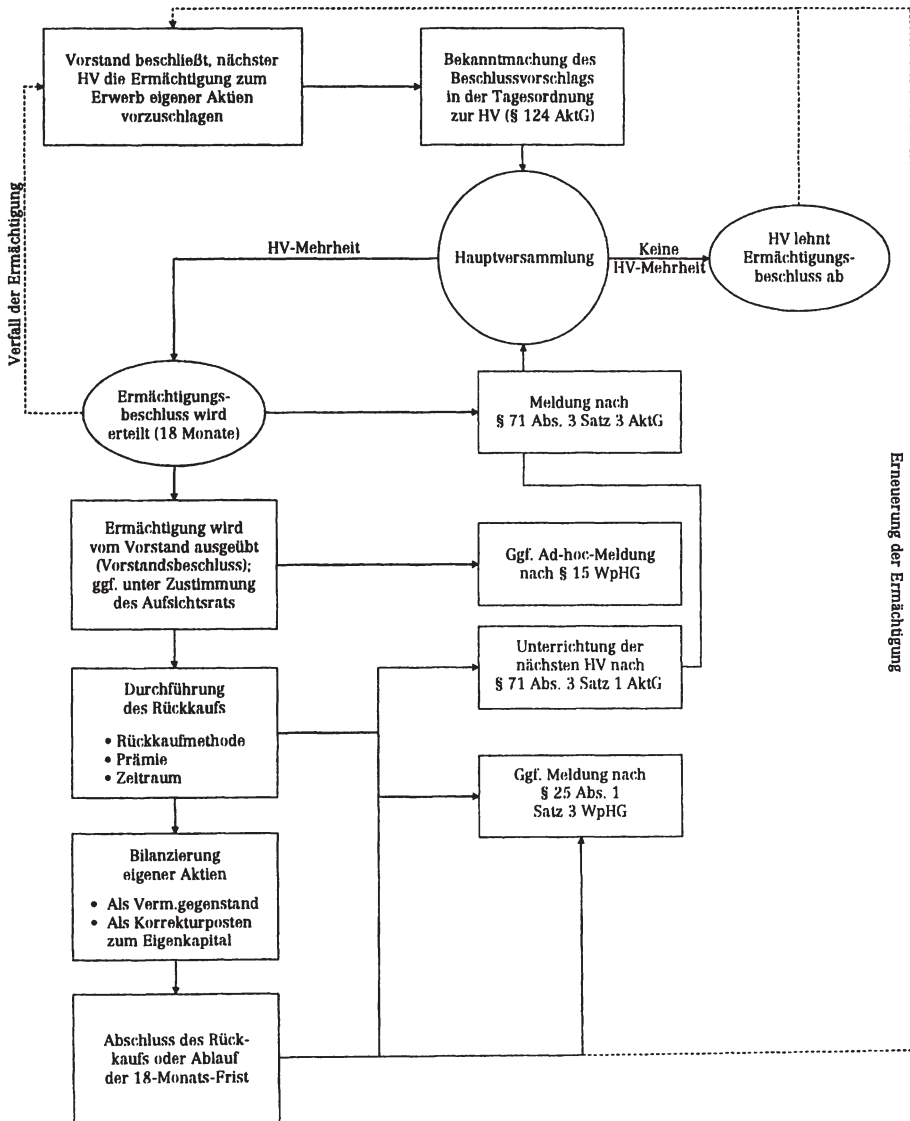 Vorstand beschließt, nächster
HV die Ermächtigung zum
Erwerb eigener Aktien
vorzuschlagen
Bekanntmachung des
Beschlussvorschlags
in der Tagesordnung
zur HV (§ 124 AktG)
Verfall der Ermächtigung
HV-Mehrheit
Hauptversammlung
Keine
HV-Mehrheit
HV lehnt
Ermächtigungs-
beschluss ab
Ermächtigungs-
beschluss wird
erteilt (18 Monate)
Meldung nach
§ 71 Abs. 3 Satz 3 AktG
Erneuerung der Ermächtigung
Ermächtigung wird
vom Vorstand ausgeübt
(Vorstandsbeschluss);
ggf. unter Zustimmung
des Aufsichtsrats
Ggf. Ad-hoc-Meldung
nach § 15 WpHG
Unterrichtung der
nächsten HV nach
§ 71 Abs. 3 Satz 1 AktG
Durchführung
des Rückkaufs
• Rückkaufmethode
• Prämie
• Zeitraum
Ggf. Meldung nach
§ 25 Abs. 1
Satz 3 WpHG
Bilanzierung
eigener Aktien
• Als Verm.gegenstand
• Als Korrekturposten
zum Eigenkapital
Abschluss des Rück-
kaufs oder Ablauf
der 18-Monats-Frist